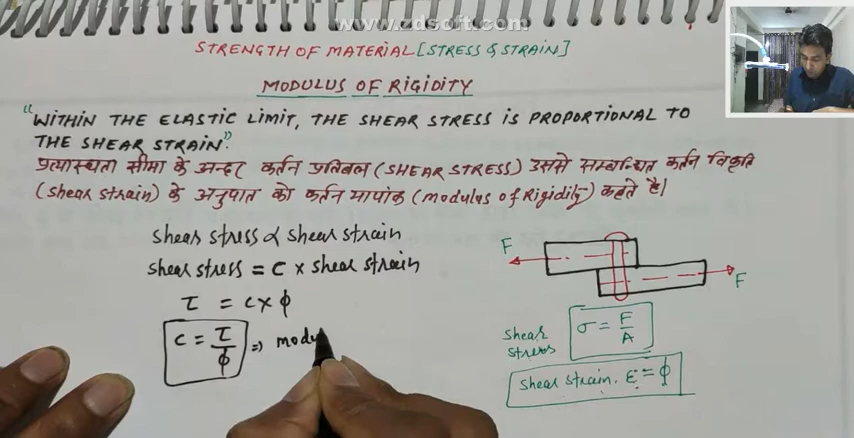 www.zdsoft.com
STRENGTH OF MATERIAL [STRESS & STRAIN]
MODULUS OF RIGIDITY
"WITHIN THE ELASTIC LIMIT, THE SHEAR STRESS IS PROPORTIONAL TO
THE SHEAR STRAIN"
प्रत्यास्थता सीमा के अन्दर कर्तन प्रतिबल (SHEAR STRESS) उससे सम्बन्धित कर्तन विकृति
(shear strain) के अनुपात को कर्तन मापांक (modulus of Rigidity) कहते है।
shear stress ∝ shear strain
shear stress = C × shear strain
τ = C × φ
C = τ/φ ⇒ modu
F
F
shear stress
σ = F/A
shear strain. ε = φ